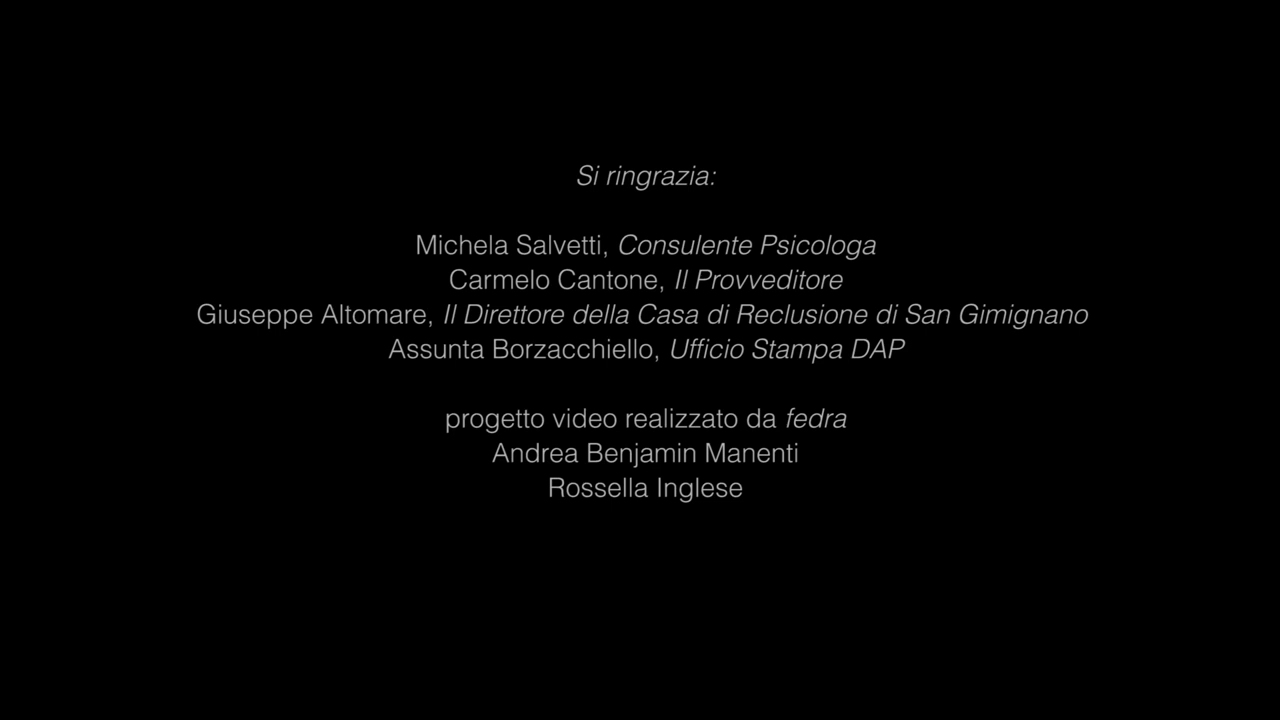 Si ringrazia:
Michela Salvetti, Consulente Psicologa
Carmelo Cantone, Il Provveditore
Giuseppe Altomare, Il Direttore della Casa di Reclusione di San Gimignano
Assunta Borzacchiello, Ufficio Stampa DAP
progetto video realizzato da fedra
Andrea Benjamin Manenti
Rossella Inglese